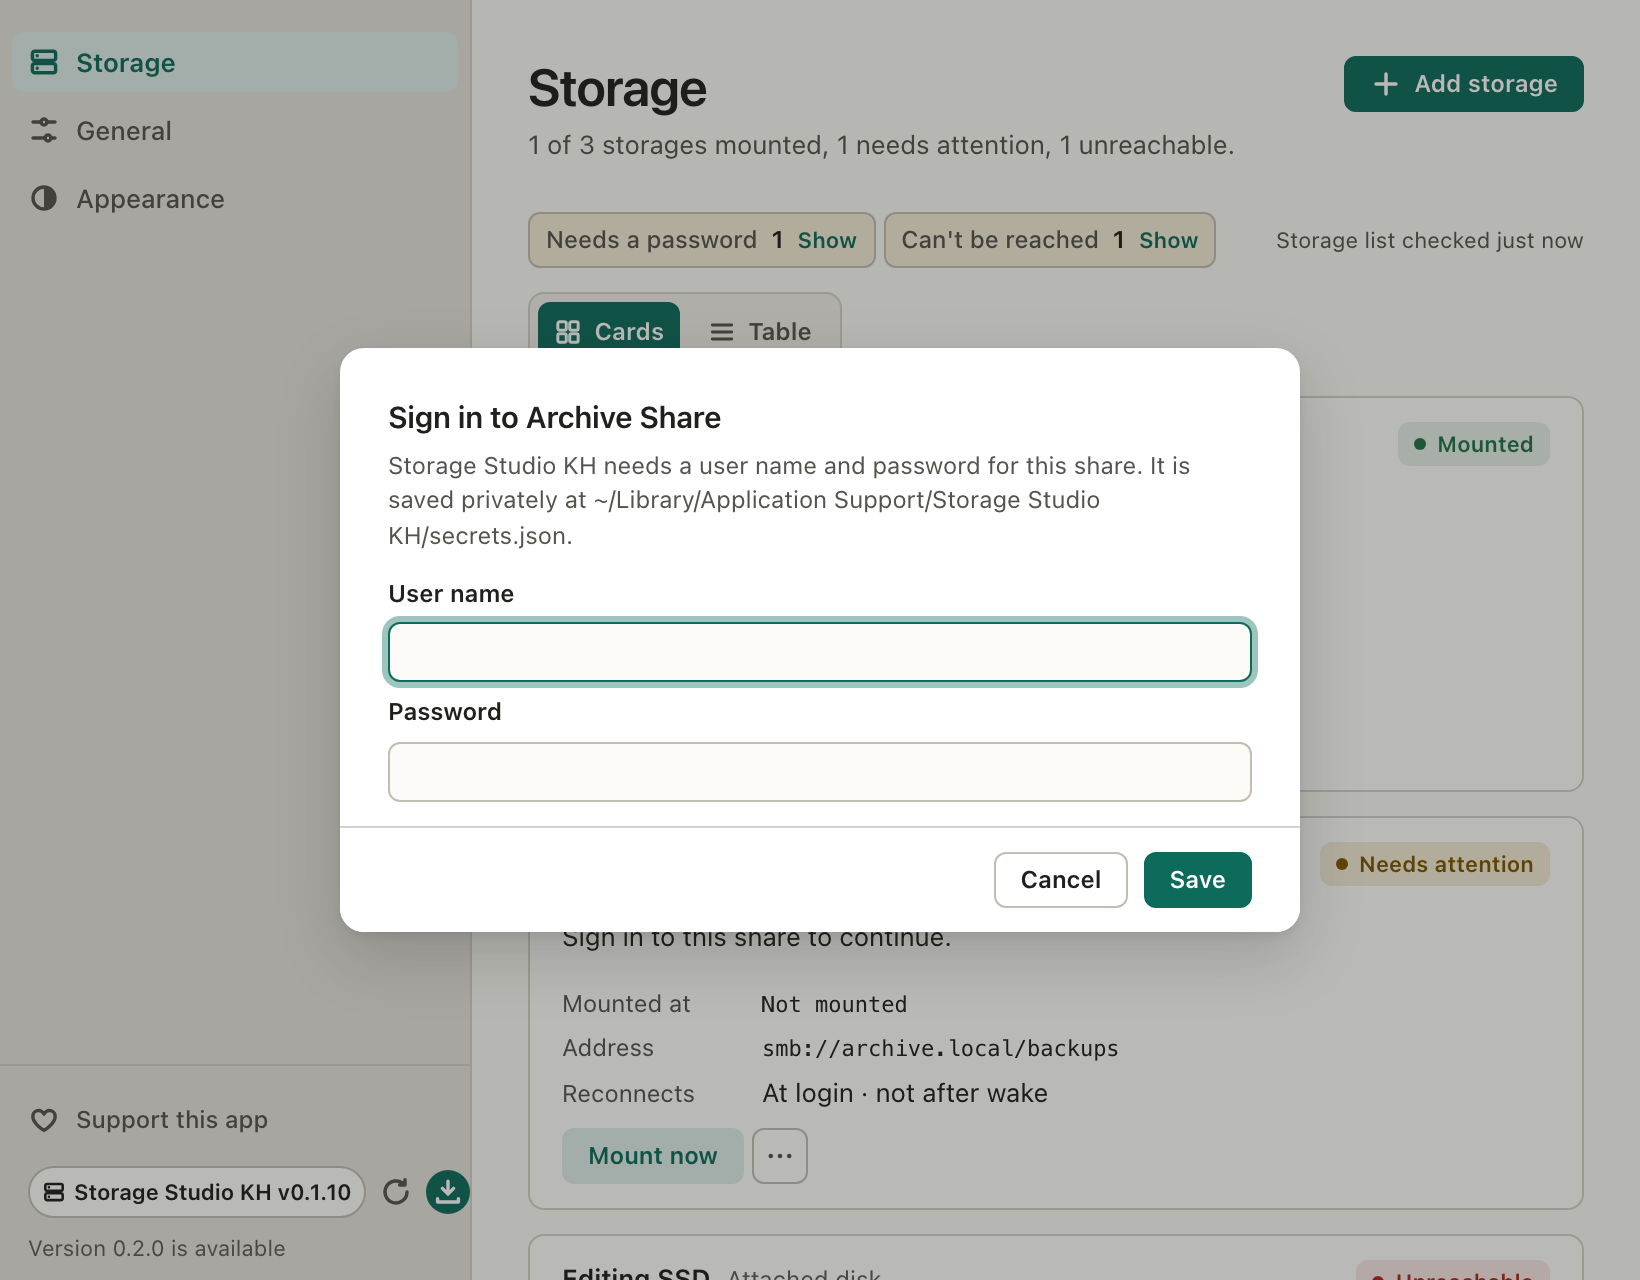 Storage
General
Appearance
Support this app
Storage Studio KH v0.1.10
Version 0.2.0 is available
Storage
1 of 3 storages mounted, 1 needs attention, 1 unreachable.
Add storage
Needs a password 1 Show
Can't be reached 1 Show
Storage list checked just now
Cards
Table
Mounted
Sign in to Archive Share
Storage Studio KH needs a user name and password for this share. It is
saved privately at ~/Library/Application Support/Storage Studio
KH/secrets.json.
User name
Password
Cancel
Save
Needs attention
Sign in to this share to continue.
Mounted at Not mounted
Address smb://archive.local/backups
Reconnects At login · not after wake
Mount now
Editing SSD Attached disk
Unreachable